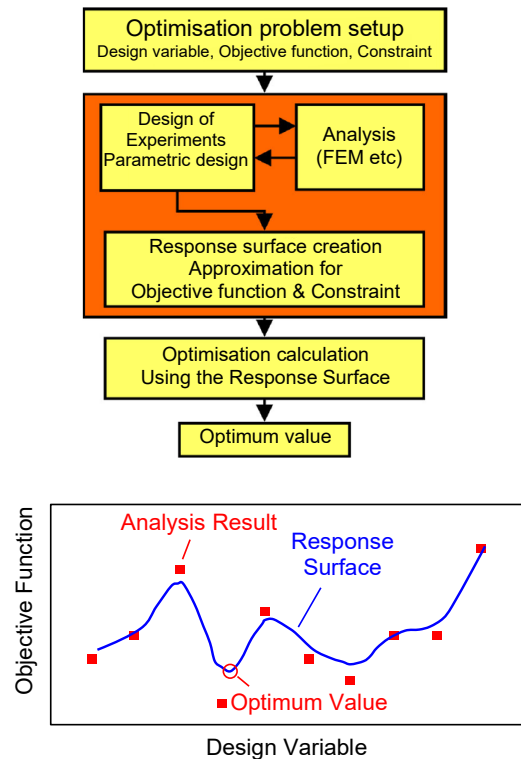 Optimisation problem setup
Design variable, Objective function, Constraint
Design of
Experiments
Parametric design
Analysis
(FEM etc)
Response surface creation
Approximation for
Objective function & Constraint
Optimisation calculation
Using the Response Surface
Optimum value
Objective Function
Analysis Result
Response
Surface
Optimum Value
Design Variable